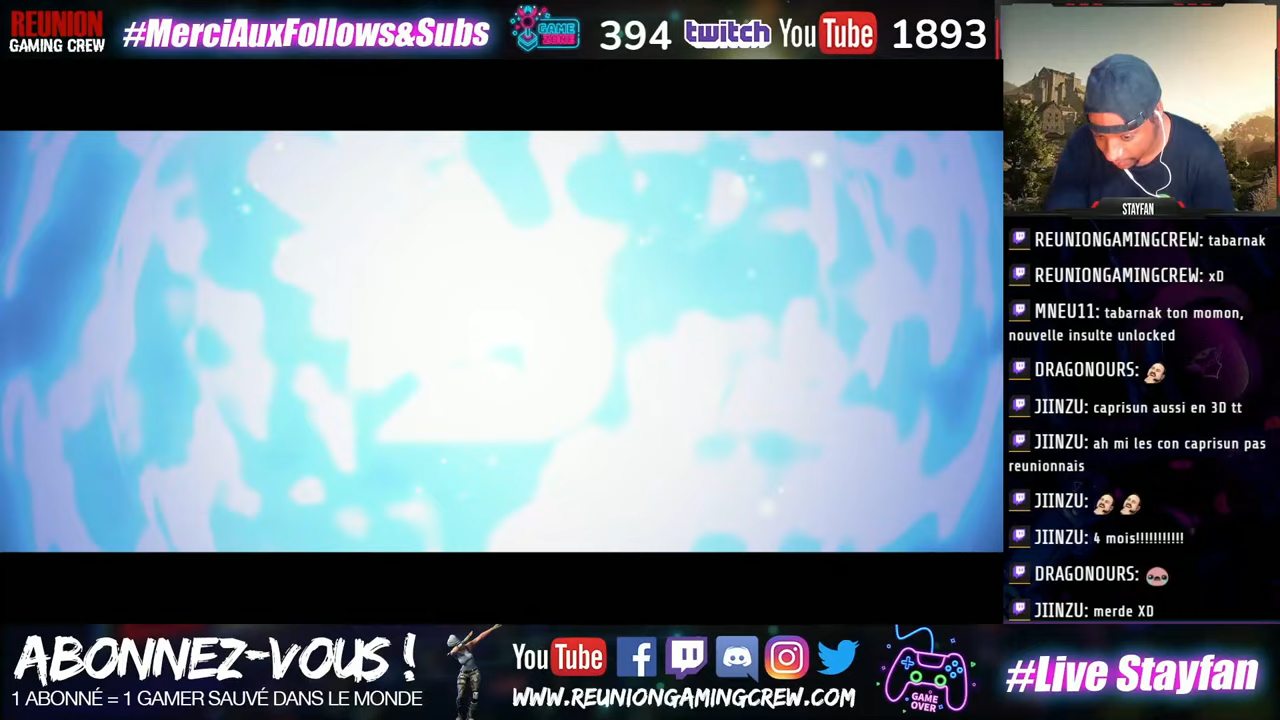 REUNION
GAMING CREW
#MerciAuxFollows&Subs
GAME
ZONE
394
twitch
YouTube
1893
STAYFAN
REUNIONGAMINGCREW: tabarnak
REUNIONGAMINGCREW: xD
MNEU11: tabarnak ton momon,
nouvelle insulte unlocked
DRAGONOURS:
JIINZU: caprisun aussi en 3D tt
JIINZU: ah mi les con caprisun pas
reunionnais
JIINZU:
JIINZU: 4 mois!!!!!!!!!!!
DRAGONOURS:
JIINZU: merde XD
ABONNEZ-VOUS !
1 ABONNÉ = 1 GAMER SAUVÉ DANS LE MONDE
YouTube
WWW.REUNIONGAMINGCREW.COM
GAME
OVER
#Live Stayfan